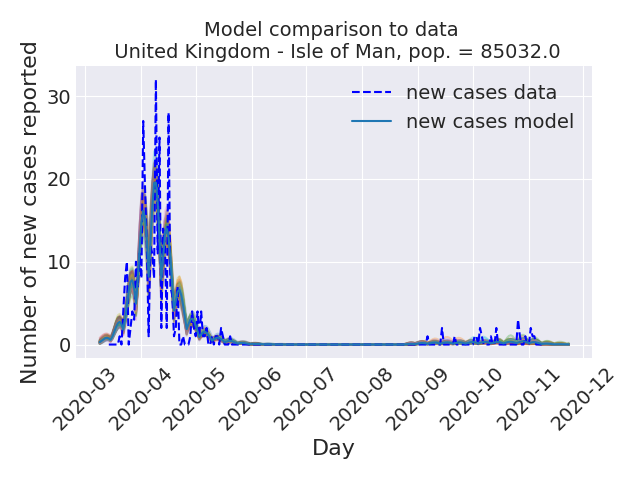 Model comparison to data
United Kingdom - Isle of Man, pop. = 85032.0
Number of new cases reported
30
20
10
0
new cases data
new cases model
2020-03
2020-04
2020-05
2020-06
2020-07
2020-08
2020-09
2020-10
2020-11
2020-12
Day